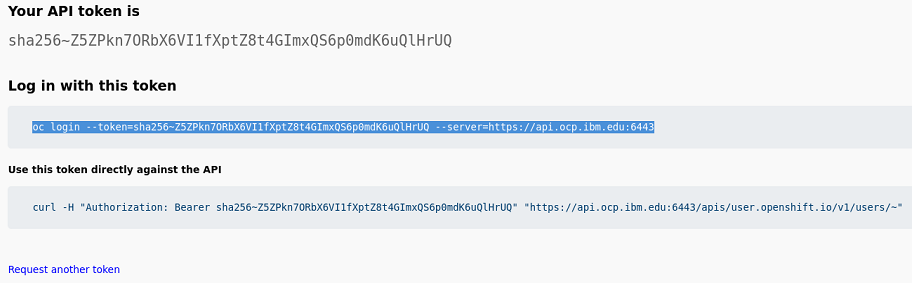 Your API token is
sha256~Z5ZPkn7ORbX6VI1fXptZ8t4GImxQS6p0mdK6uQlHrUQ
Log in with this token
oc login --token=sha256~Z5ZPkn7ORbX6VI1fXptZ8t4GImxQS6p0mdK6uQlHrUQ --server=https://api.ocp.ibm.edu:6443
Use this token directly against the API
curl -H "Authorization: Bearer sha256~Z5ZPkn7ORbX6VI1fXptZ8t4GImxQS6p0mdK6uQlHrUQ" "https://api.ocp.ibm.edu:6443/apis/user.openshift.io/v1/users/~"
Request another token